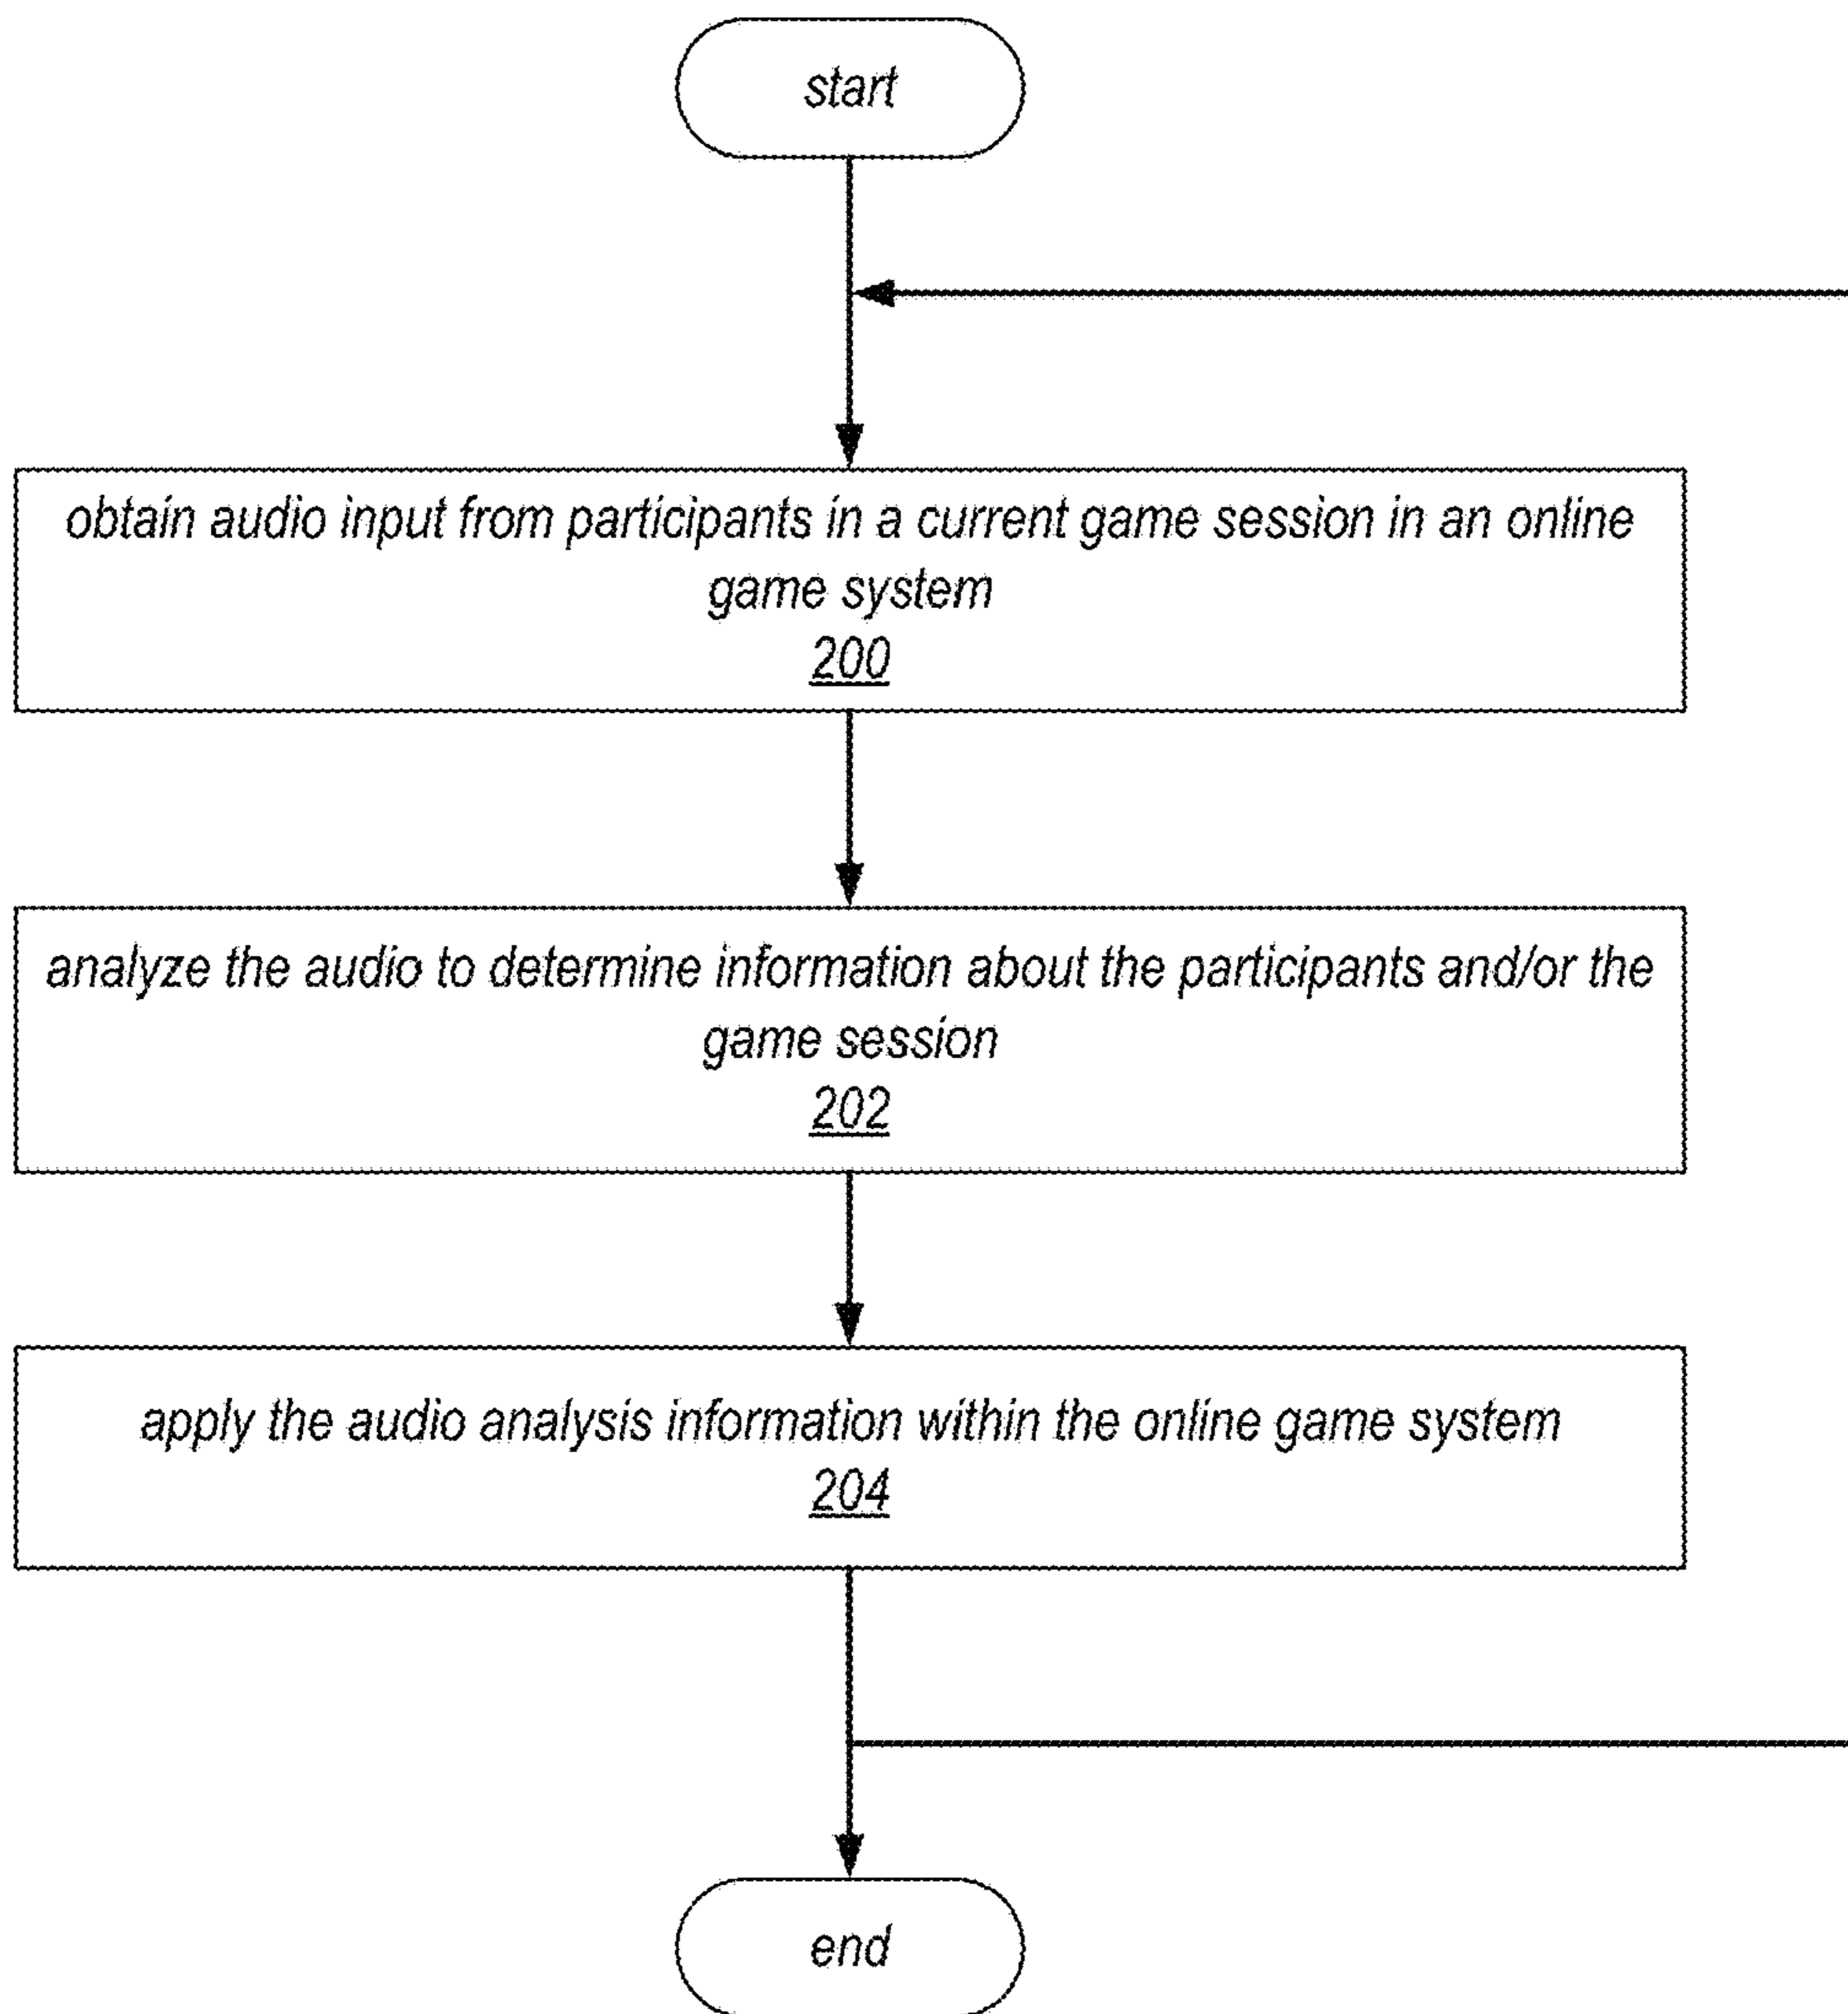 start
obtain audio input from participants in a current game session in an online
game system
200
analyze the audio to determine information about the participants and/or the
game session
202
apply the audio analysis information within the online game system
204
end